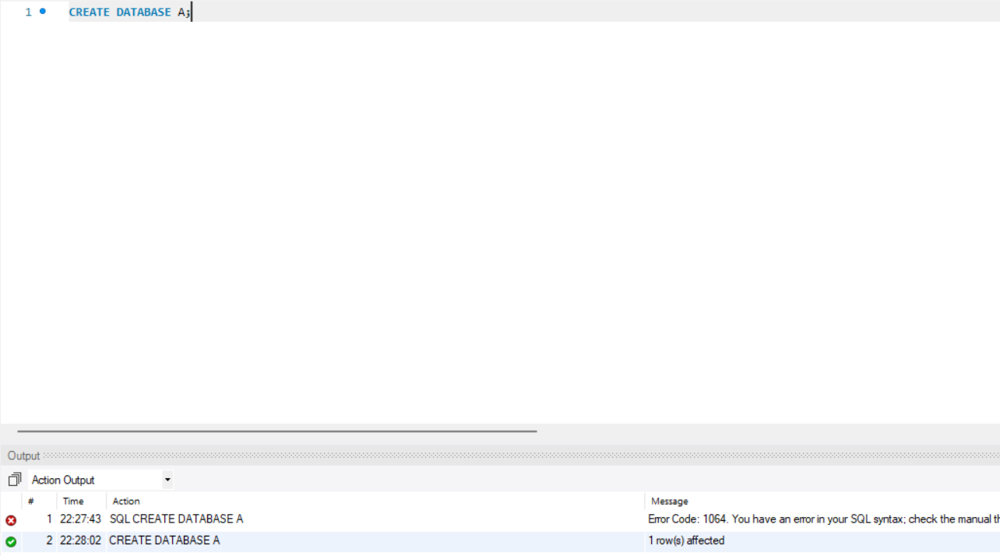 1 CREATE DATABASE A;
Output
Action Output
# Time Action Message
1 22:27:43 SQL CREATE DATABASE A Error Code: 1064. You have an error in your SQL syntax; check the manual th
2 22:28:02 CREATE DATABASE A 1 row(s) affected